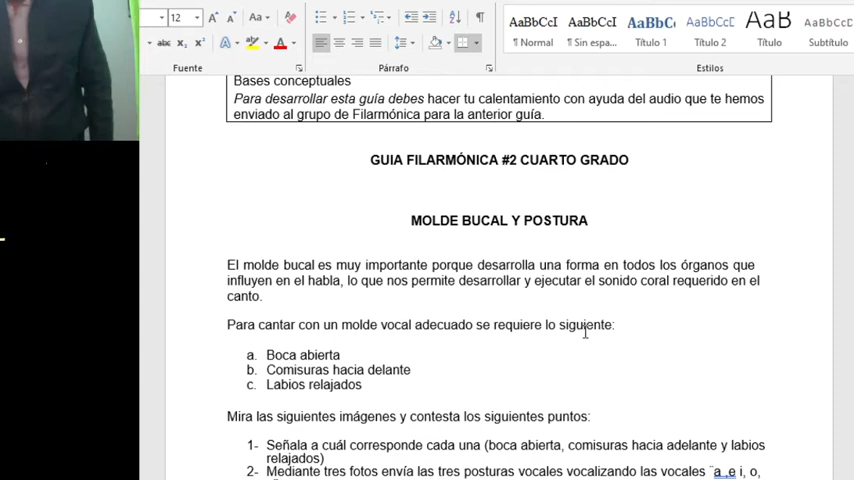 12
Aa
AaBbCcI AaBbCcI AaBbC AaBbCcI AaB AaBbCcI
¶ Normal ¶ Sin espa... Título 1 Título 2 Título Subtítulo
Fuente Párrafo Estilos
Bases conceptuales
Para desarrollar esta guía debes hacer tu calentamiento con ayuda del audio que te hemos
enviado al grupo de Filarmónica para la anterior guía.
GUIA FILARMÓNICA #2 CUARTO GRADO
MOLDE BUCAL Y POSTURA
El molde bucal es muy importante porque desarrolla una forma en todos los órganos que
influyen en el habla, lo que nos permite desarrollar y ejecutar el sonido coral requerido en el
canto.
Para cantar con un molde vocal adecuado se requiere lo siguiente:
a. Boca abierta
b. Comisuras hacia delante
c. Labios relajados
Mira las siguientes imágenes y contesta los siguientes puntos:
1- Señala a cuál corresponde cada una (boca abierta, comisuras hacia adelante y labios
relajados)
2- Mediante tres fotos envía las tres posturas vocales vocalizando las vocales ¨a ,e i, o,